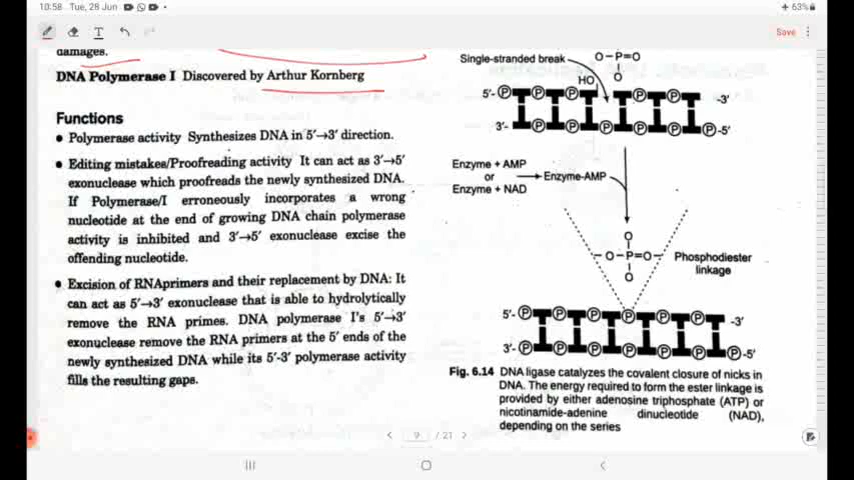 10:58 Tue, 28 Jun
63%
T
Save
damages.
DNA Polymerase I Discovered by Arthur Kornberg
Functions
• Polymerase activity Synthesizes DNA in 5'→3' direction.
• Editing mistakes/Proofreading activity It can act as 3'→5'
exonuclease which proofreads the newly synthesized DNA.
If Polymerase/I erroneously incorporates a wrong
nucleotide at the end of growing DNA chain polymerase
activity is inhibited and 3'→5' exonuclease excise the
offending nucleotide.
• Excision of RNAprimers and their replacement by DNA: It
can act as 5'→3' exonuclease that is able to hydrolytically
remove the RNA primes. DNA polymerase I's 5'→3'
exonuclease remove the RNA primers at the 5' ends of the
newly synthesized DNA while its 5'-3' polymerase activity
fills the resulting gaps.
Single-stranded break
O–P=O
O
HO
5'- P P P P P -3'
3'- P P P P P P -5'
Enzyme + AMP
or → Enzyme-AMP
Enzyme + NAD
O
–O–P=O–
O
Phosphodiester
linkage
5'- P P P P P P -3'
3'- P P P P P P P -5'
Fig. 6.14 DNA ligase catalyzes the covalent closure of nicks in
DNA. The energy required to form the ester linkage is
provided by either adenosine triphosphate (ATP) or
nicotinamide-adenine dinucleotide (NAD),
depending on the series
9 / 21